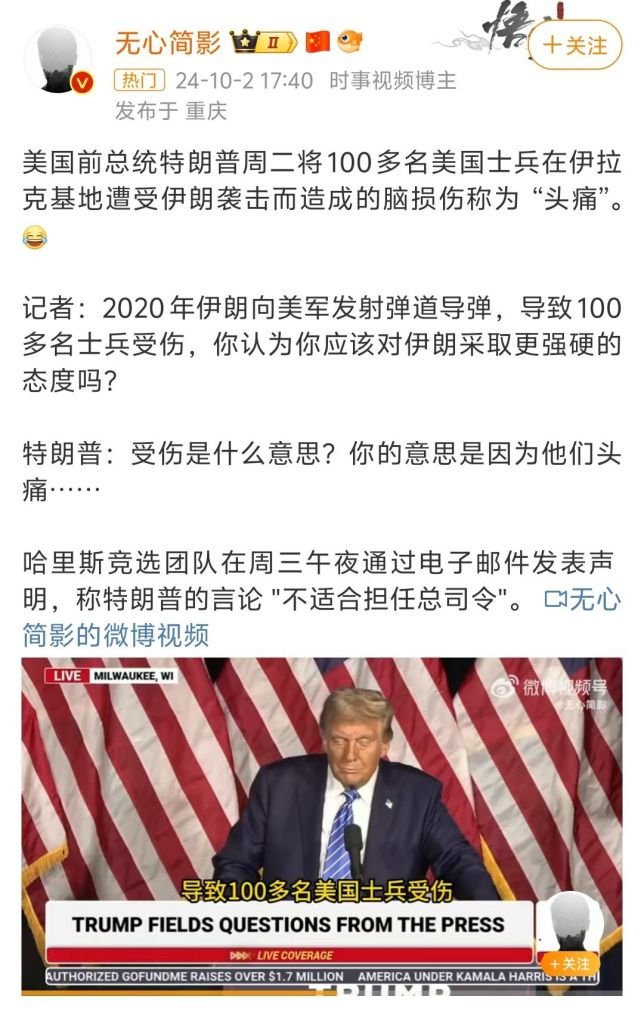 悟
无心简影 II
+关注
热门 24-10-2 17:40 时事视频博主
发布于 重庆
美国前总统特朗普周二将100多名美国士兵在伊拉
克基地遭受伊朗袭击而造成的脑损伤称为 “头痛”。
😂
记者：2020年伊朗向美军发射弹道导弹，导致100
多名士兵受伤，你认为你应该对伊朗采取更强硬的
态度吗？
特朗普：受伤是什么意思？你的意思是因为他们头
痛……
哈里斯竞选团队在周三午夜通过电子邮件发表声
明，称特朗普的言论 "不适合担任总司令"。 无心
简影的微博视频
LIVE MILWAUKEE, WI
微博视频号
@无心简影
导致100多名美国士兵受伤
TRUMP FIELDS QUESTIONS FROM THE PRESS
LIVE COVERAGE
+关注
AUTHORIZED GOFUNDME RAISES OVER $1.7 MILLION AMERICA UNDER KAMALA HARRIS IS A
TRUMP